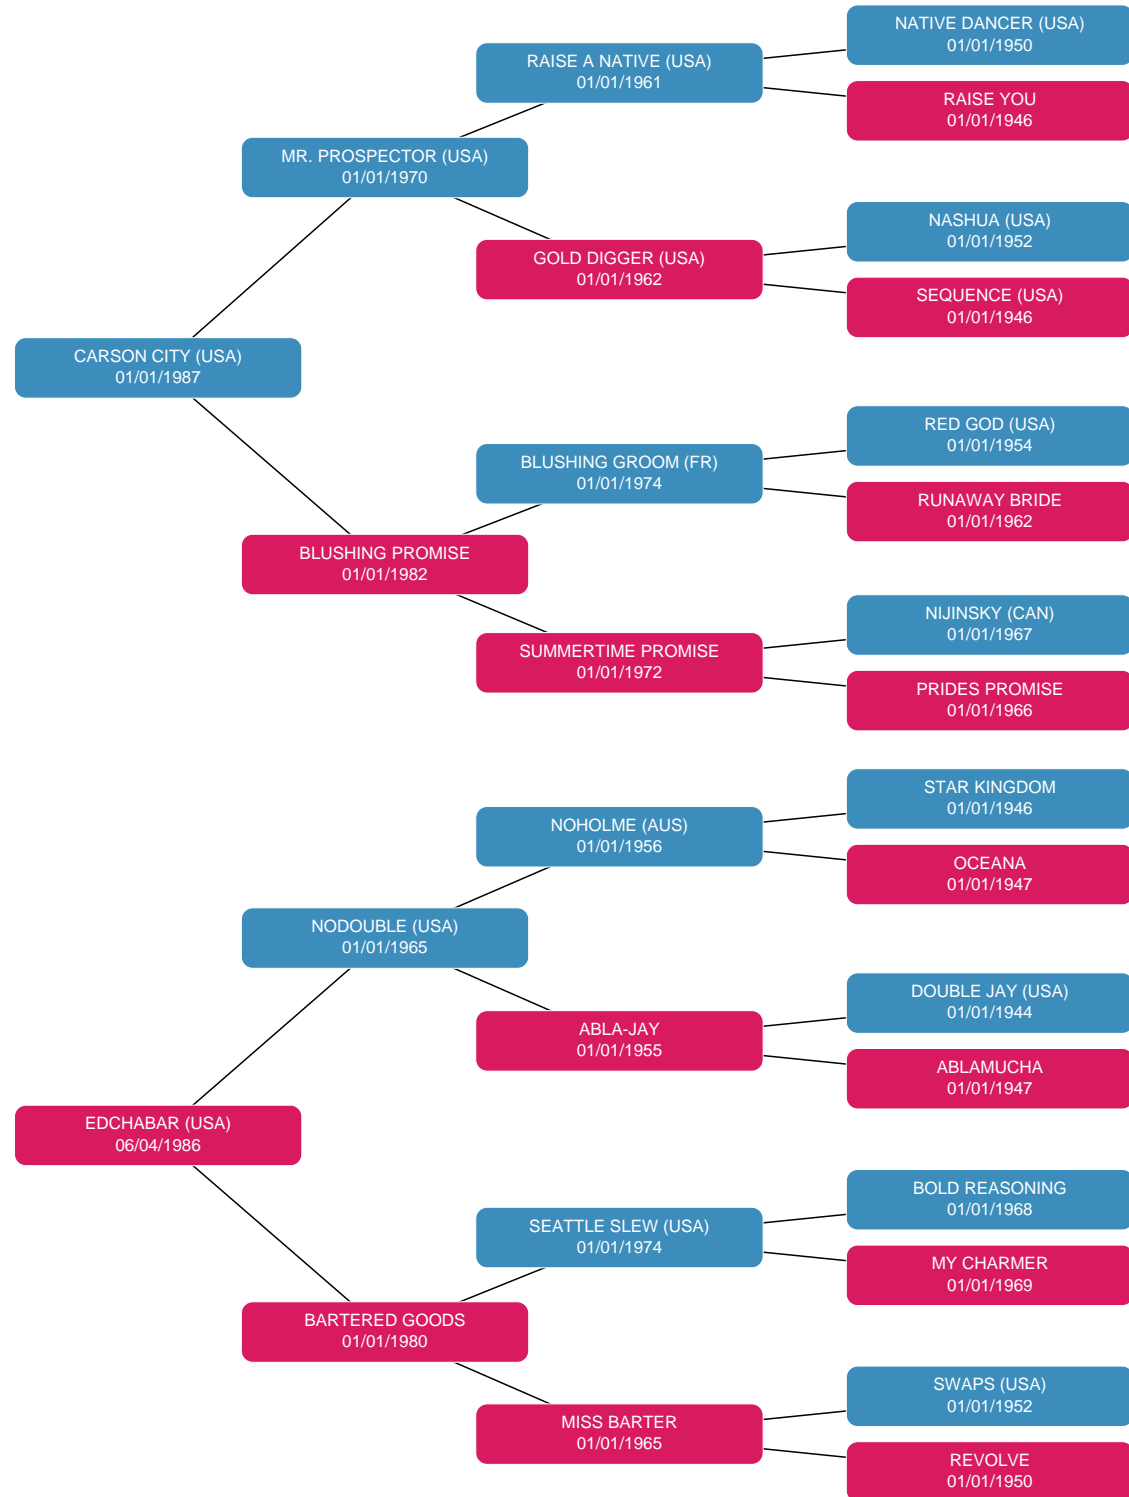 NATIVE DANCER (USA)
01/01/1950
RAISE A NATIVE (USA)
01/01/1961
RAISE YOU
01/01/1946
MR. PROSPECTOR (USA)
01/01/1970
NASHUA (USA)
01/01/1952
GOLD DIGGER (USA)
01/01/1962
SEQUENCE (USA)
01/01/1946
CARSON CITY (USA)
01/01/1987
RED GOD (USA)
01/01/1954
BLUSHING GROOM (FR)
01/01/1974
RUNAWAY BRIDE
01/01/1962
BLUSHING PROMISE
01/01/1982
NIJINSKY (CAN)
01/01/1967
SUMMERTIME PROMISE
01/01/1972
PRIDES PROMISE
01/01/1966
STAR KINGDOM
01/01/1946
NOHOLME (AUS)
01/01/1956
OCEANA
01/01/1947
NODOUBLE (USA)
01/01/1965
DOUBLE JAY (USA)
01/01/1944
ABLA-JAY
01/01/1955
ABLAMUCHA
01/01/1947
EDCHABAR (USA)
06/04/1986
BOLD REASONING
01/01/1968
SEATTLE SLEW (USA)
01/01/1974
MY CHARMER
01/01/1969
BARTERED GOODS
01/01/1980
SWAPS (USA)
01/01/1952
MISS BARTER
01/01/1965
REVOLVE
01/01/1950